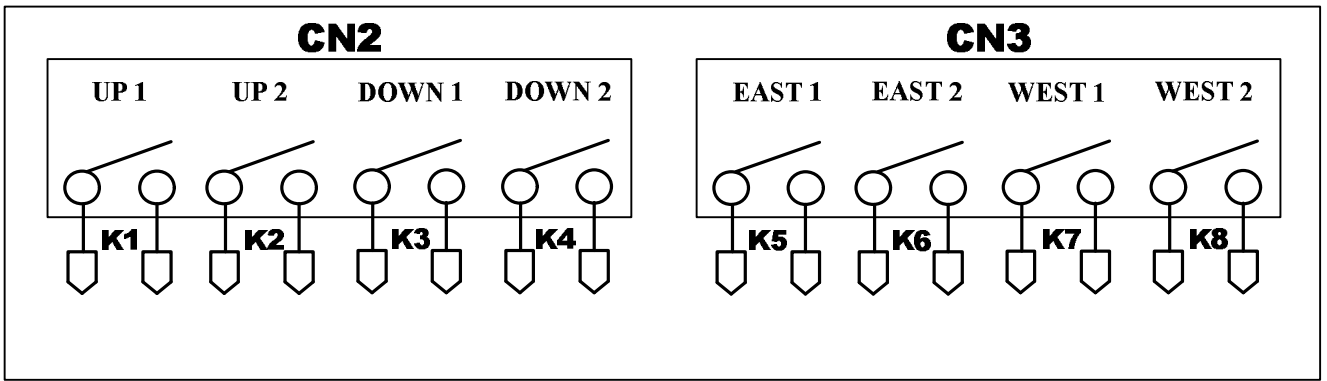 CN2 CN3
UP 1 UP 2 DOWN 1 DOWN 2 EAST 1 EAST 2 WEST 1 WEST 2
K1 K2 K3 K4 K5 K6 K7 K8